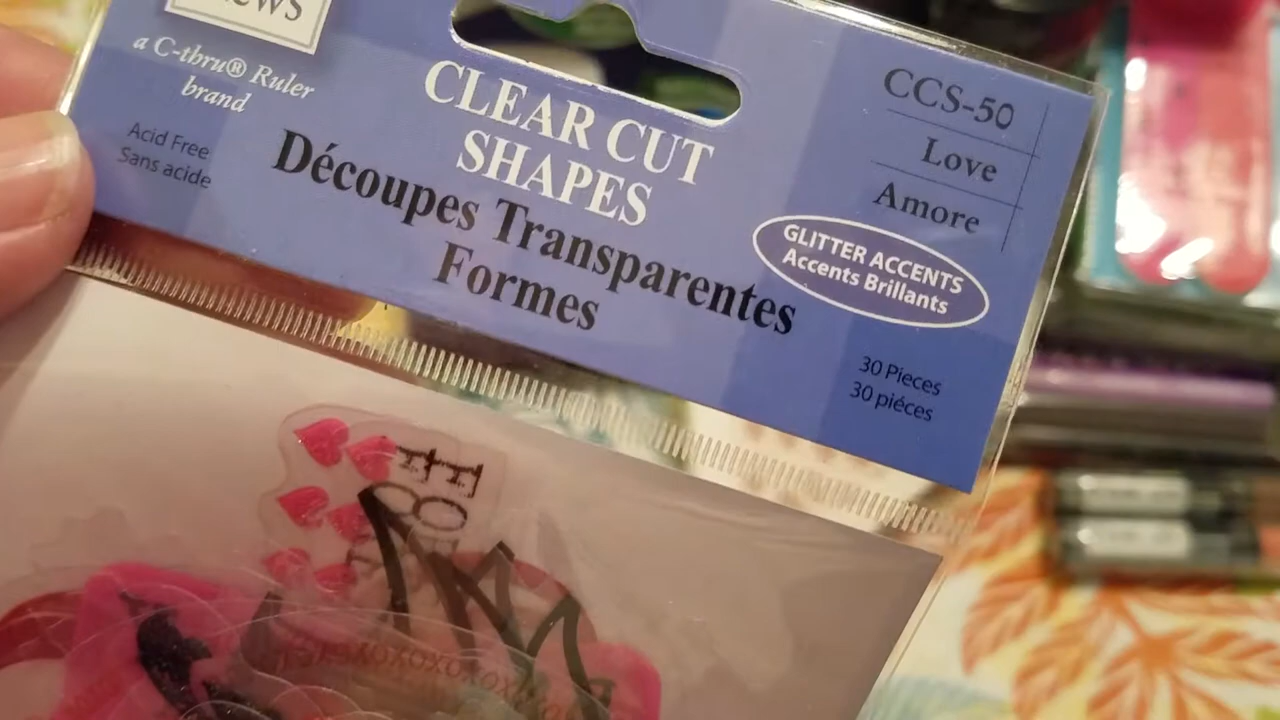 a C-thru® Ruler
brand
Acid Free
Sans acide
CLEAR CUT
SHAPES
Découpes Transparentes
Formes
CCS-50
Love
Amore
GLITTER ACCENTS
Accents Brillants
30 Pieces
30 piéces